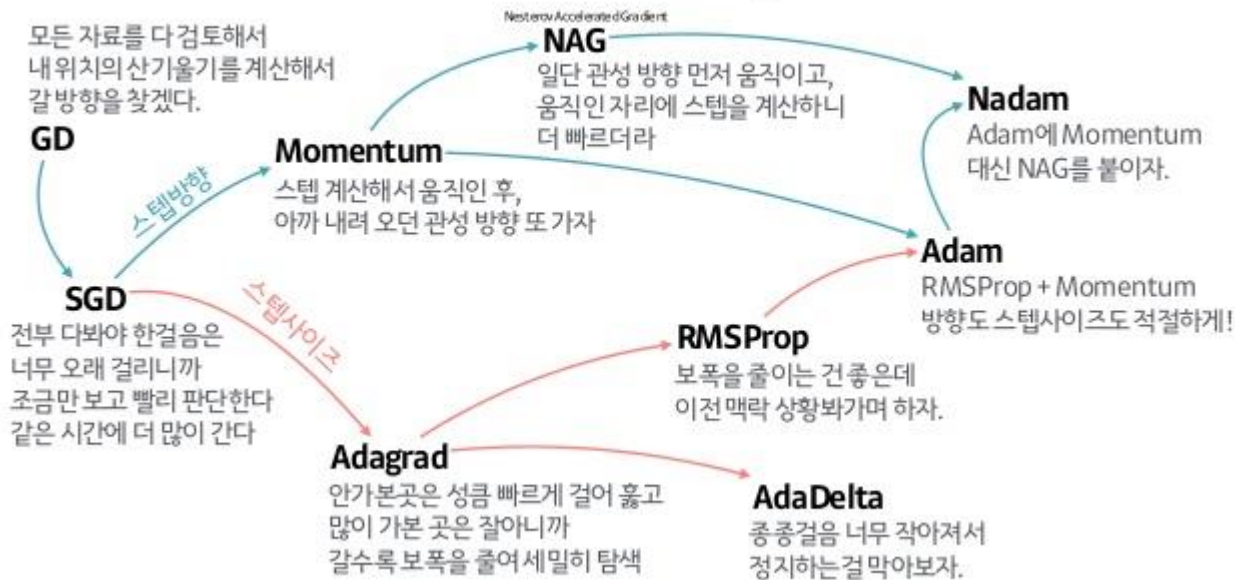 모든 자료를 다 검토해서
내 위치의 산기울기를 계산해서
갈 방향을 찾겠다.
GD
Nesterov Accelerated Gradient
NAG
일단 관성 방향 먼저 움직이고,
움직인 자리에 스텝을 계산하니
더 빠르더라
Nadam
Adam에 Momentum
대신 NAG를 붙이자.
스텝방향
Momentum
스텝 계산해서 움직인 후,
아까 내려 오던 관성 방향 또 가자
Adam
RMSProp + Momentum
방향도 스텝사이즈도 적절하게!
SGD
전부 다봐야 한걸음은
너무 오래 걸리니까
조금만 보고 빨리 판단한다
같은 시간에 더 많이 간다
스텝사이즈
RMSProp
보폭을 줄이는 건 좋은데
이전 맥락 상황봐가며 하자.
Adagrad
안가본곳은 성큼 빠르게 걸어 훓고
많이 가본 곳은 잘아니까
갈수록 보폭을 줄여 세밀히 탐색
AdaDelta
종종걸음 너무 작아져서
정지하는걸 막아보자.